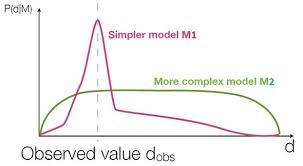 P(d|M)
Simpler model M1
More complex model M2
d
Observed value dobs